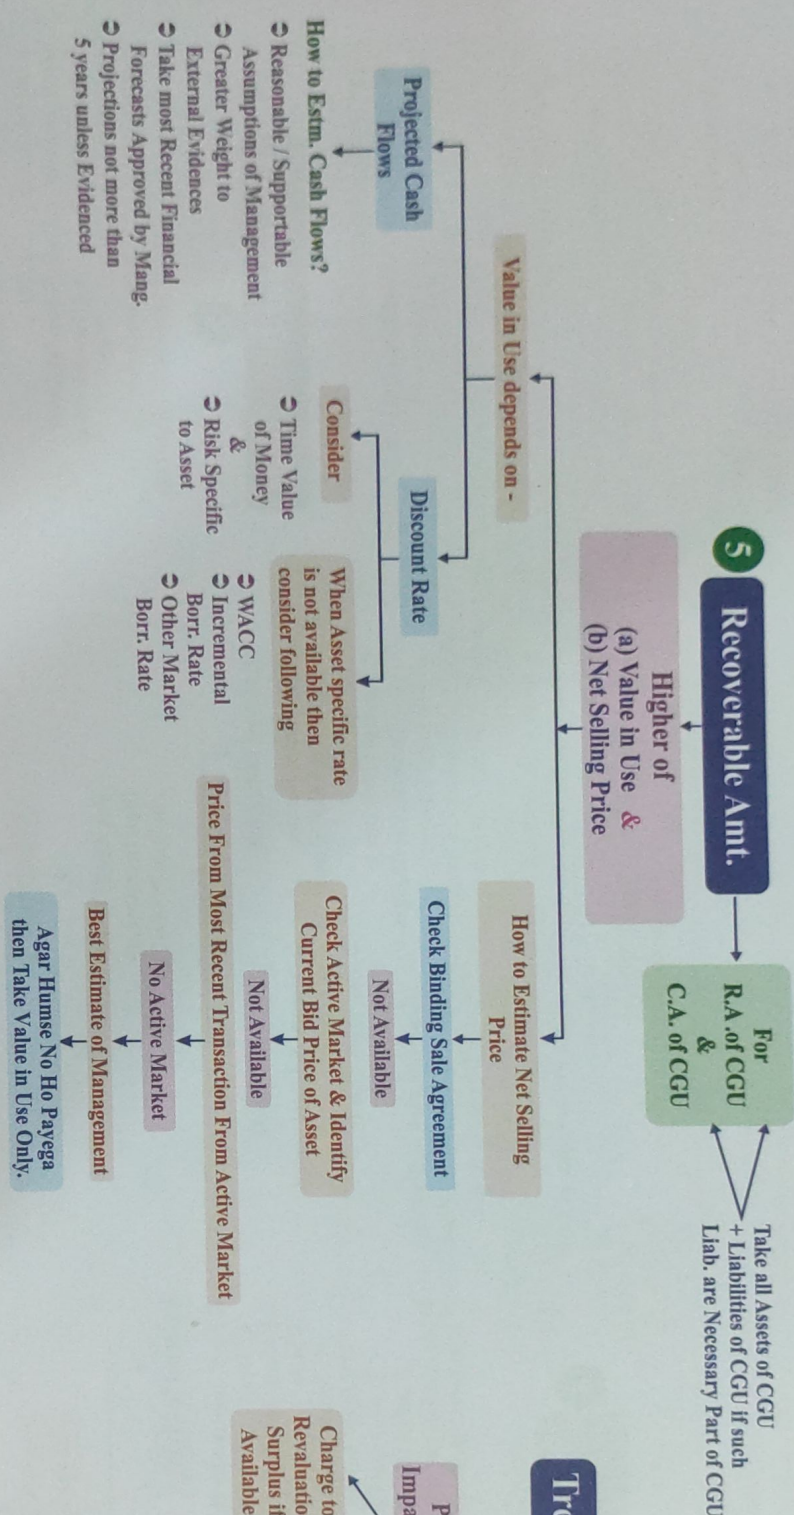 5 Recoverable Amt.
For
R.A .of CGU
&
C.A. of CGU
Take all Assets of CGU
+ Liabilities of CGU if such
Liab. are Necessary Part of CGU
Higher of
(a) Value in Use &
(b) Net Selling Price
Value in Use depends on -
Projected Cash
Flows
How to Estm. Cash Flows?
➲ Reasonable / Supportable
Assumptions of Management
➲ Greater Weight to
External Evidences
➲ Take most Recent Financial
Forecasts Approved by Mang.
➲ Projections not more than
5 years unless Evidenced
Discount Rate
Consider
➲ Time Value
of Money
&
➲ Risk Specific
to Asset
When Asset specific rate
is not available then
consider following
➲ WACC
➲ Incremental
Borr. Rate
➲ Other Market
Borr. Rate
How to Estimate Net Selling
Price
Check Binding Sale Agreement
Not Available
Check Active Market & Identify
Current Bid Price of Asset
Not Available
Price From Most Recent Transaction From Active Market
No Active Market
Best Estimate of Management
Agar Humse No Ho Payega
then Take Value in Use Only.
Charge to
Revaluatio
Surplus if
Available